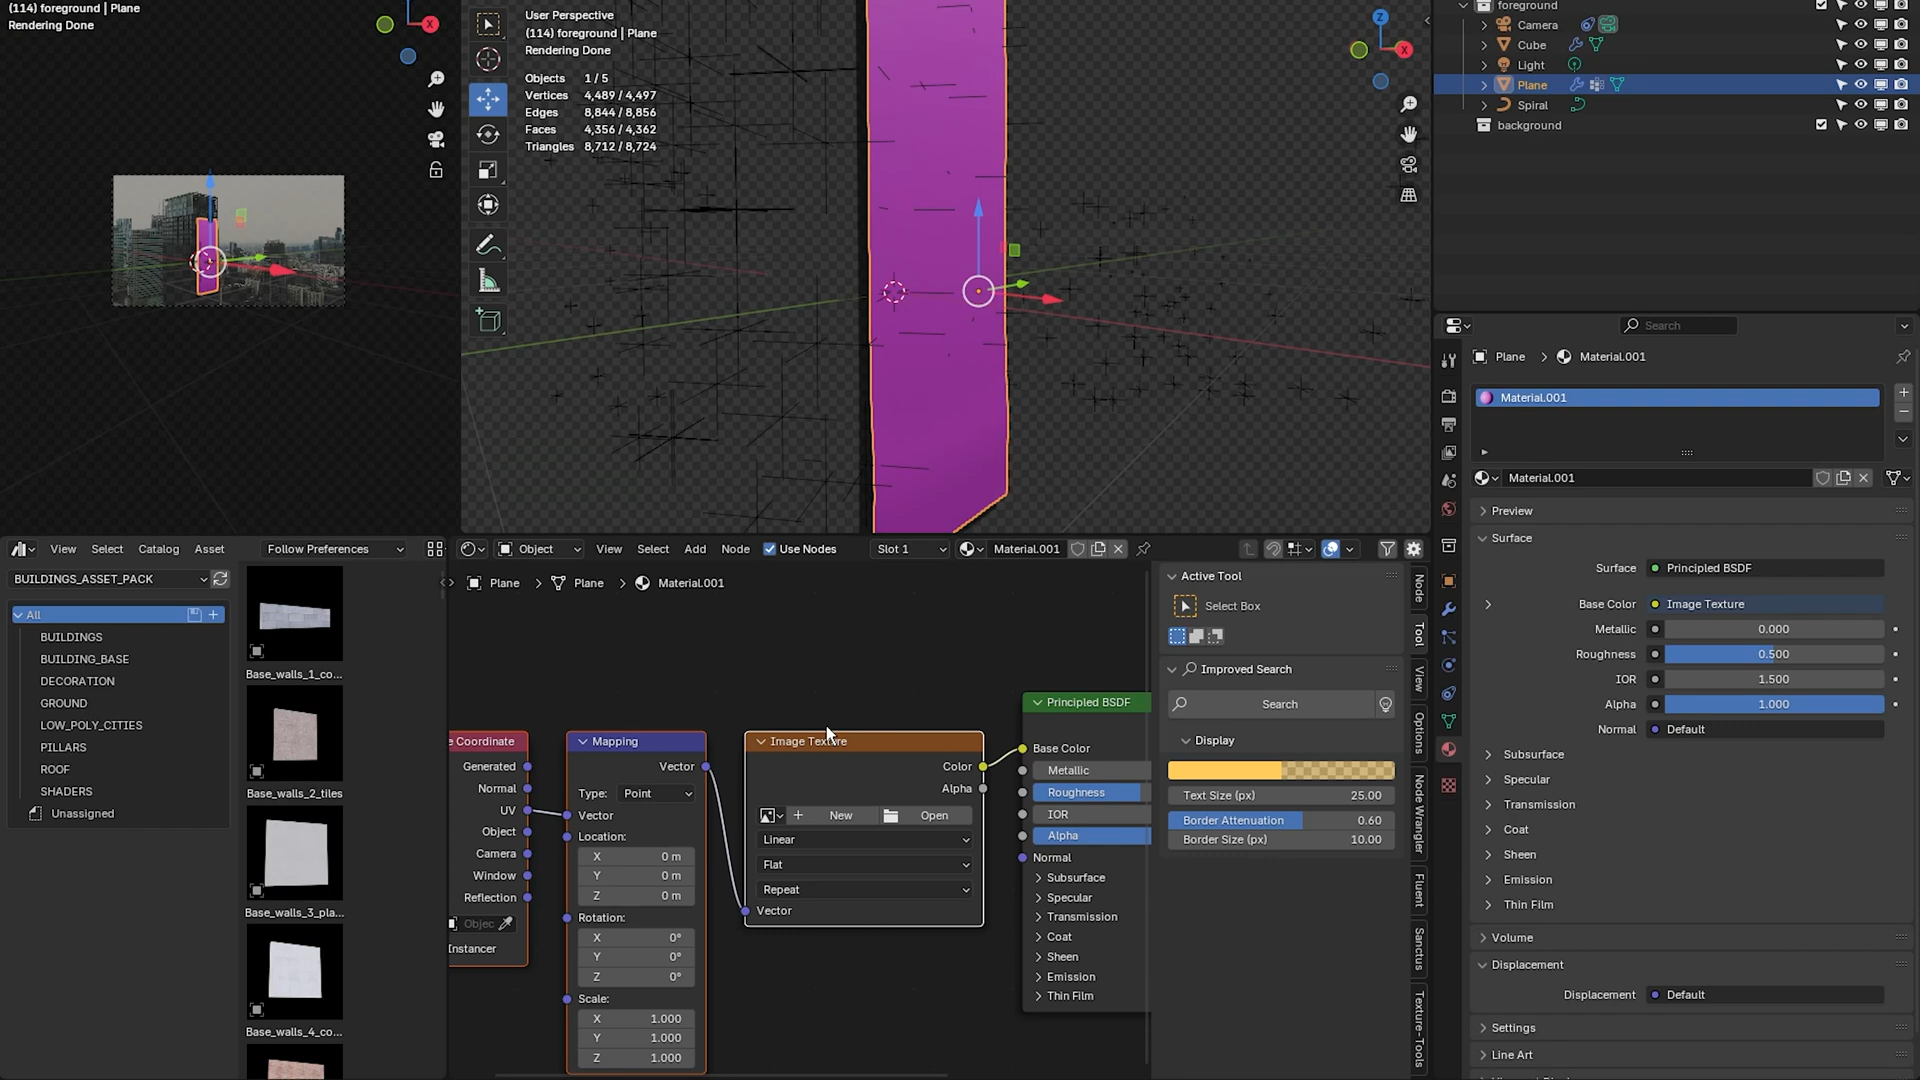 (114) foreground | Plane
Rendering Done
User Perspective
(114) foreground | Plane
Rendering Done
Objects 1 / 5
Vertices 4,489 / 4,497
Edges 8,844 / 8,856
Faces 4,356 / 4,362
Triangles 8,712 / 8,724
X
Z
X
foreground
Camera
Cube
Light
Plane
Spiral
background
Search
Plane
Material.001
Material.001
Material.001
Preview
Surface
Surface Principled BSDF
Base Color Image Texture
Metallic 0.000
Roughness 0.500
IOR 1.500
Alpha 1.000
Normal Default
Subsurface
Specular
Transmission
Coat
Sheen
Emission
Thin Film
Volume
Displacement
Displacement Default
Settings
Line Art
View Select Catalog Asset Follow Preferences
BUILDINGS_ASSET_PACK
All
BUILDINGS
BUILDING_BASE
DECORATION
GROUND
LOW_POLY_CITIES
PILLARS
ROOF
SHADERS
Unassigned
Base_walls_1_co...
Base_walls_2_tiles
Base_walls_3_pla...
Base_walls_4_co...
Object View Select Add Node Use Nodes Slot 1 Material.001
Plane Plane Material.001
e Coordinate
Generated
Normal
UV
Object
Camera
Window
Reflection
Objec
Instancer
Mapping
Vector
Type: Point
Vector
Location:
X 0 m
Y 0 m
Z 0 m
Rotation:
X 0°
Y 0°
Z 0°
Scale:
X 1.000
Y 1.000
Z 1.000
Image Texture
Color
Alpha
New Open
Linear
Flat
Repeat
Vector
Principled BSDF
Base Color
Metallic
Roughness
IOR
Alpha
Normal
Subsurface
Specular
Transmission
Coat
Sheen
Emission
Thin Film
Active Tool
Select Box
Improved Search
Search
Display
Text Size (px) 25.00
Border Attenuation 0.60
Border Size (px) 10.00
Node
Tool
View
Options
Node Wrangler
Fluent
Sanctus
Texture-Tools